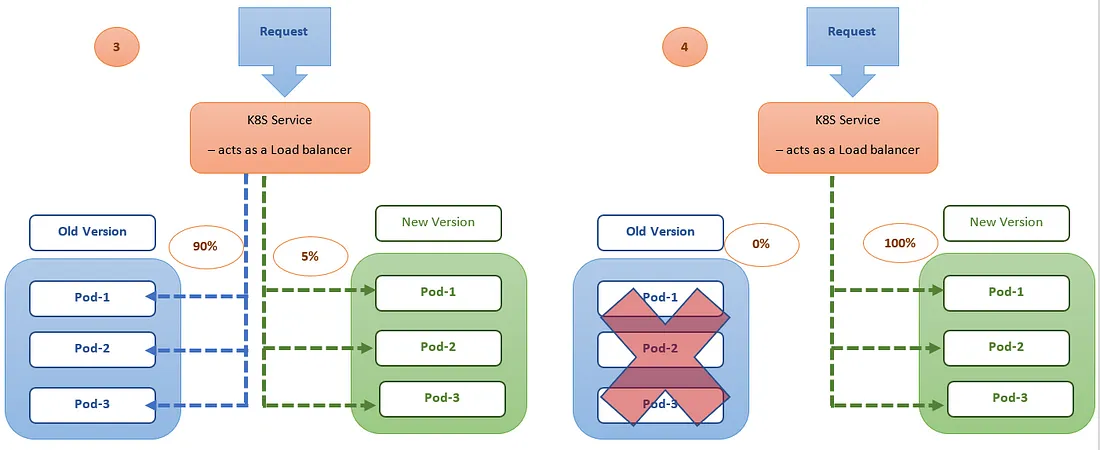 3
Request
K8S Service
– acts as a Load balancer
Old Version
90%
5%
New Version
Pod-1
Pod-2
Pod-3
Pod-1
Pod-2
Pod-3
4
Request
K8S Service
– acts as a Load balancer
Old Version
0%
100%
New Version
Pod-1
Pod-2
Pod-3
Pod-1
Pod-2
Pod-3